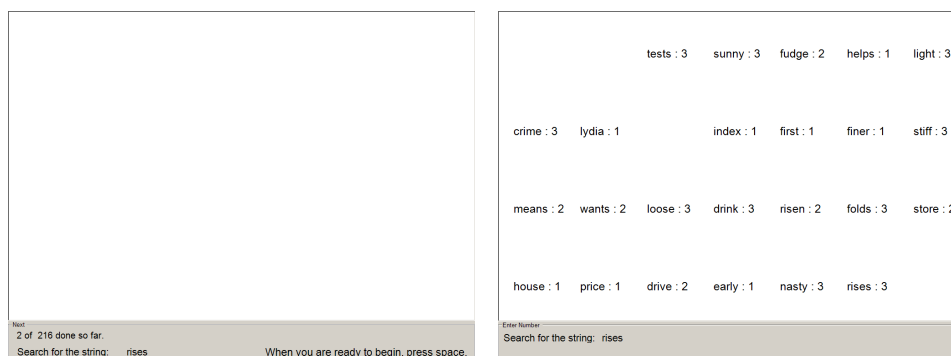 Next
2 of 216 done so far.
Search for the string: rises When you are ready to begin, press space.
tests : 3 sunny : 3 fudge : 2 helps : 1 light : 3
crime : 3 lydia : 1 index : 1 first : 1 finer : 1 stiff : 3
means : 2 wants : 2 loose : 3 drink : 3 risen : 2 folds : 3 store : 2
house : 1 price : 1 drive : 2 early : 1 nasty : 3 rises : 3
Enter Number
Search for the string: rises